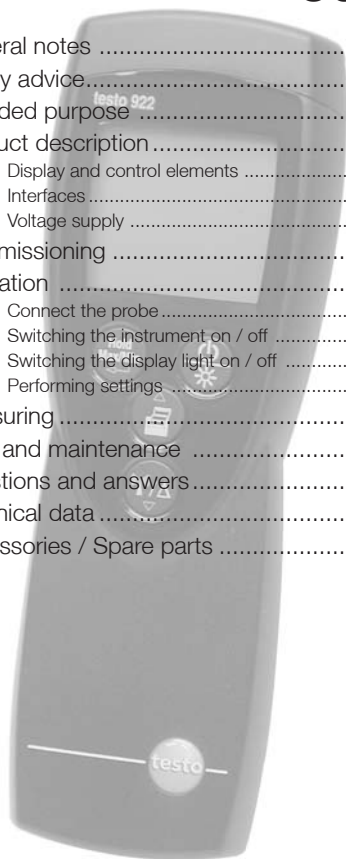 eral notes
y advice
testo 922
ded purpose
uct description
Display and control elements
Interfaces
Voltage supply
missioning
ation
Connect the probe
Switching the instrument on / off
Switching the display light on / off
Performing settings
suring
and maintenance
stions and answers
nical data
ssories / Spare parts
testo